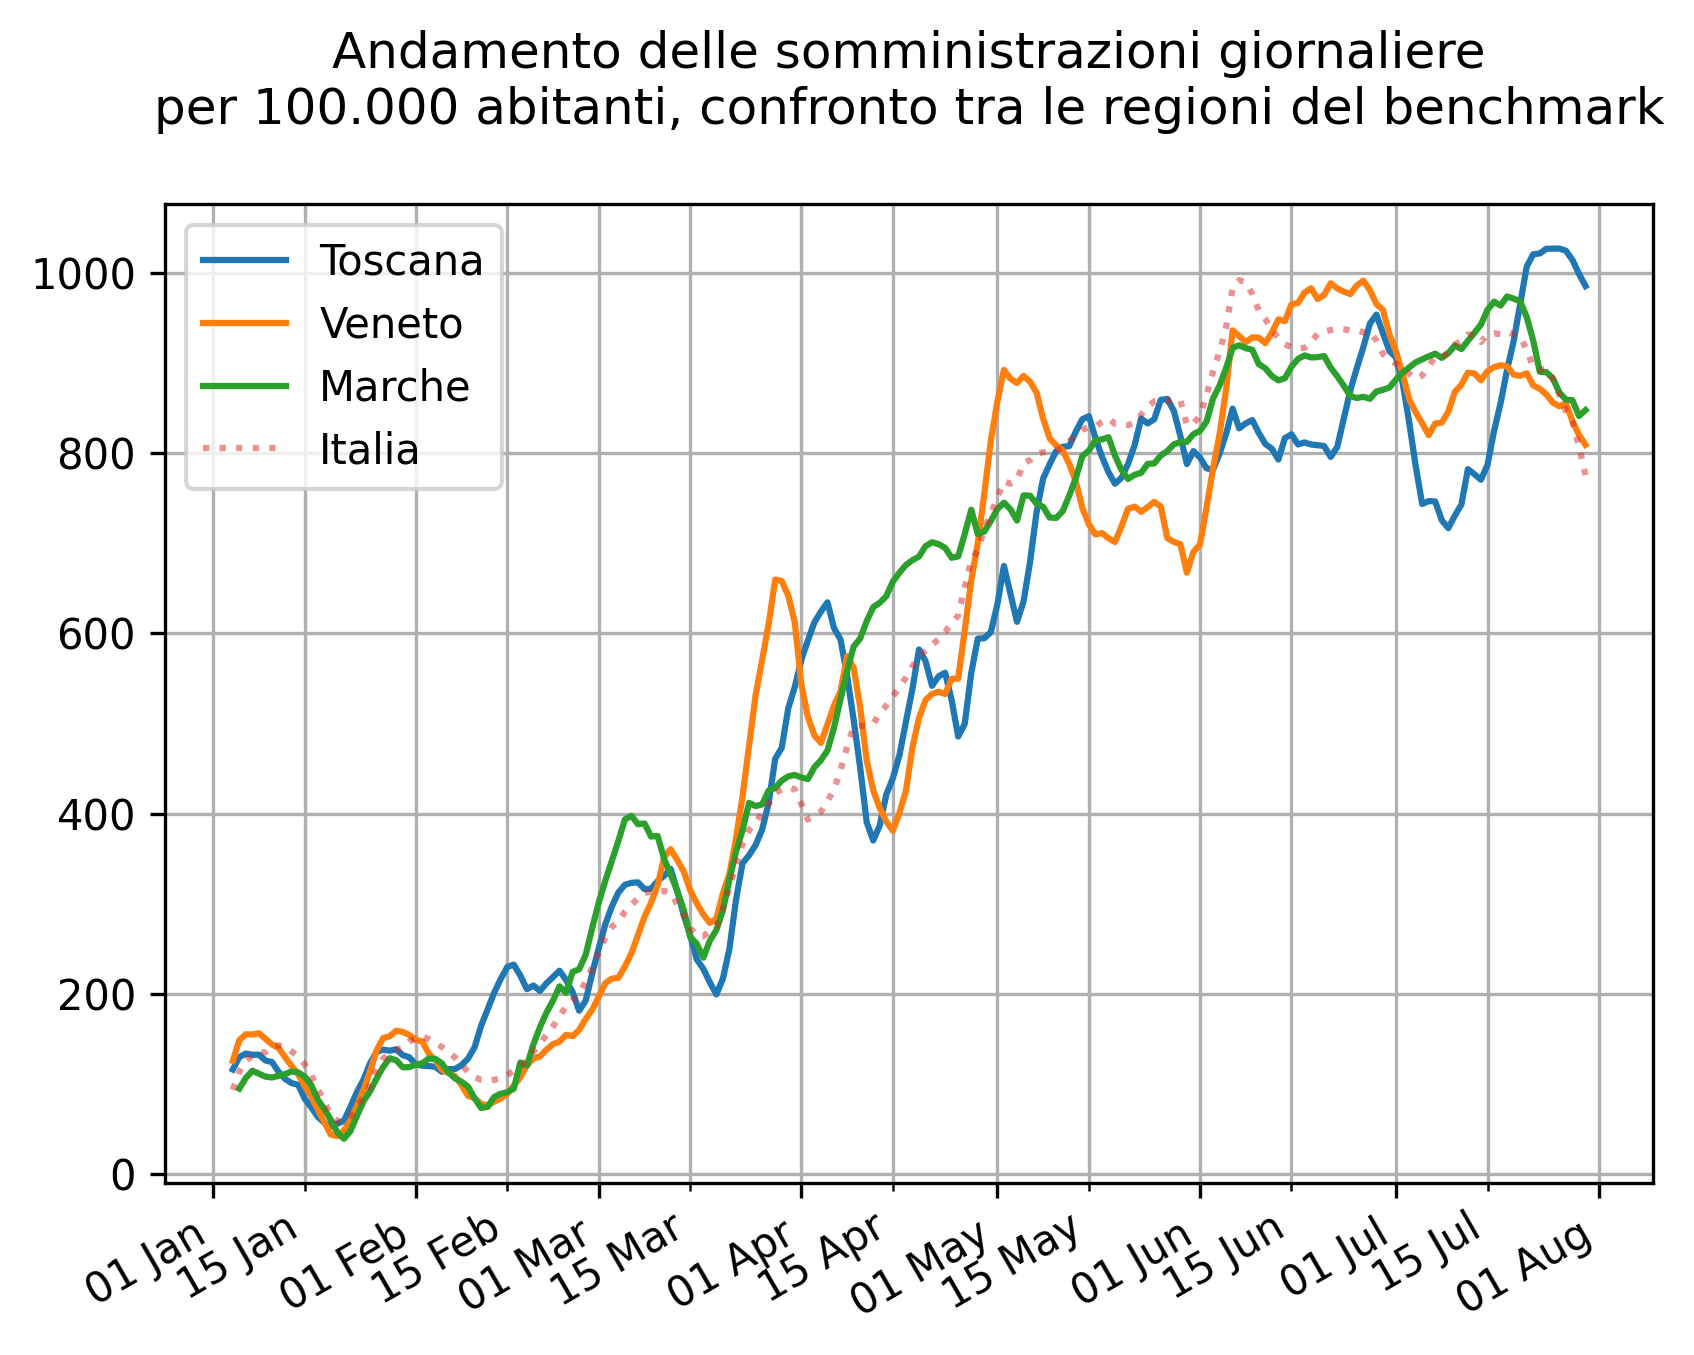 Andamento delle somministrazioni giornaliere
per 100.000 abitanti, confronto tra le regioni del benchmark
Toscana
Veneto
Marche
Italia
1000
800
600
400
200
0
01 Jan
15 Jan
01 Feb
15 Feb
01 Mar
15 Mar
01 Apr
15 Apr
01 May
15 May
01 Jun
15 Jun
01 Jul
15 Jul
01 Aug